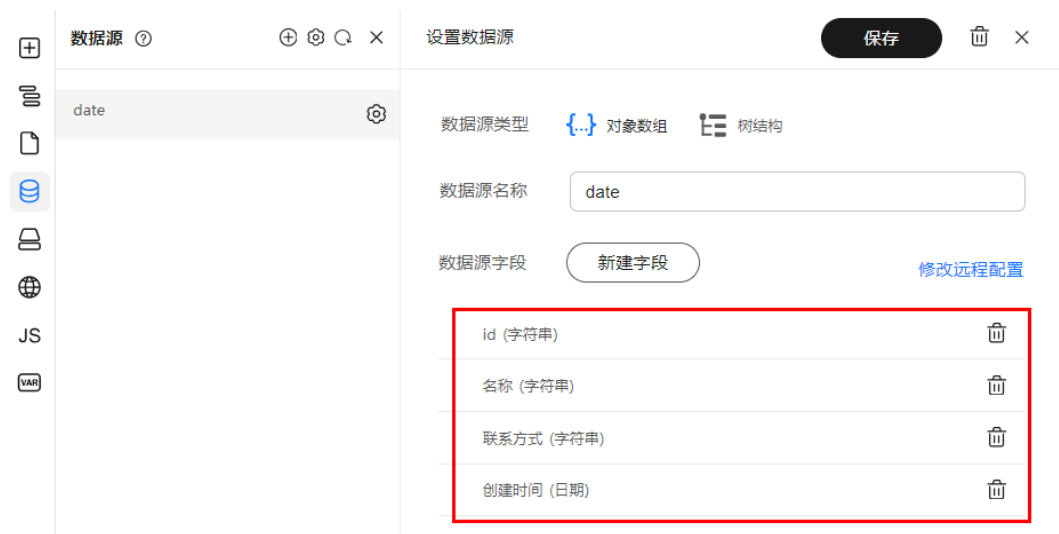 数据源
设置数据源
保存
date
数据源类型 {...} 对象数组 树结构
数据源名称 date
数据源字段 新建字段 修改远程配置
id (字符串)
名称 (字符串)
联系方式 (字符串)
创建时间 (日期)
JS
VAR